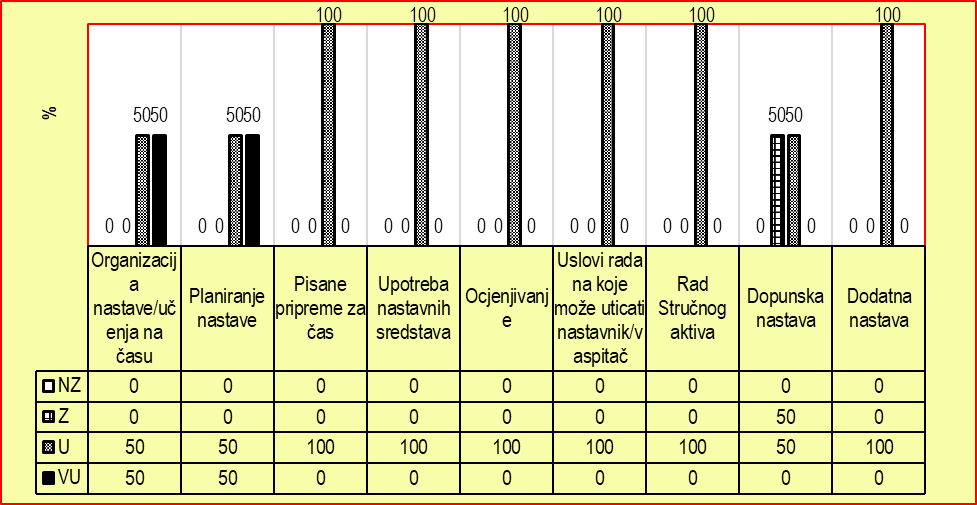 100 100 100 100 100 100
%
5050 5050 5050
0 0 0 0 0 0 0 0 0 0 0 0 0 0 0 0 0 0 0 0 0 0 0 0
Organizacij
a
nastave/uč
enja na
času
Planiranje
nastave
Pisane
pripreme za
čas
Upotreba
nastavnih
sredstava
Ocjenjivanj
e
Uslovi rada
na koje
može uticati
nastavnik/v
aspitač
Rad
Stručnog
aktiva
Dopunska
nastava
Dodatna
nastava
NZ 0 0 0 0 0 0 0 0 0
Z 0 0 0 0 0 0 0 50 0
U 50 50 100 100 100 100 100 50 100
VU 50 50 0 0 0 0 0 0 0